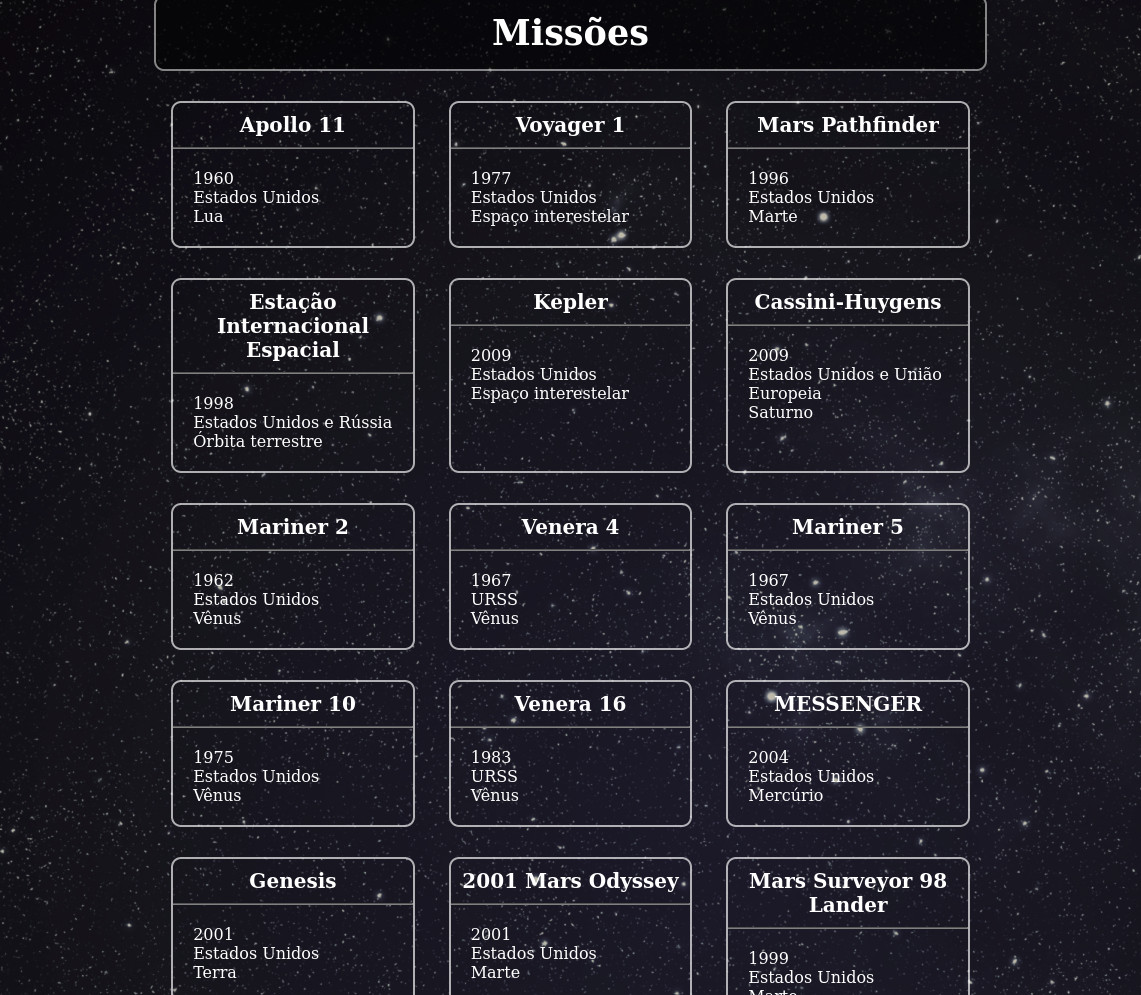 Missões
Apollo 11
1960
Estados Unidos
Lua
Voyager 1
1977
Estados Unidos
Espaço interestelar
Mars Pathfinder
1996
Estados Unidos
Marte
Estação
Internacional
Espacial
1998
Estados Unidos e Rússia
Órbita terrestre
Kepler
2009
Estados Unidos
Espaço interestelar
Cassini-Huygens
2009
Estados Unidos e União
Europeia
Saturno
Mariner 2
1962
Estados Unidos
Vênus
Venera 4
1967
URSS
Vênus
Mariner 5
1967
Estados Unidos
Vênus
Mariner 10
1975
Estados Unidos
Vênus
Venera 16
1983
URSS
Vênus
MESSENGER
2004
Estados Unidos
Mercúrio
Genesis
2001
Estados Unidos
Terra
2001 Mars Odyssey
2001
Estados Unidos
Marte
Mars Surveyor 98
Lander
1999
Estados Unidos
Marte